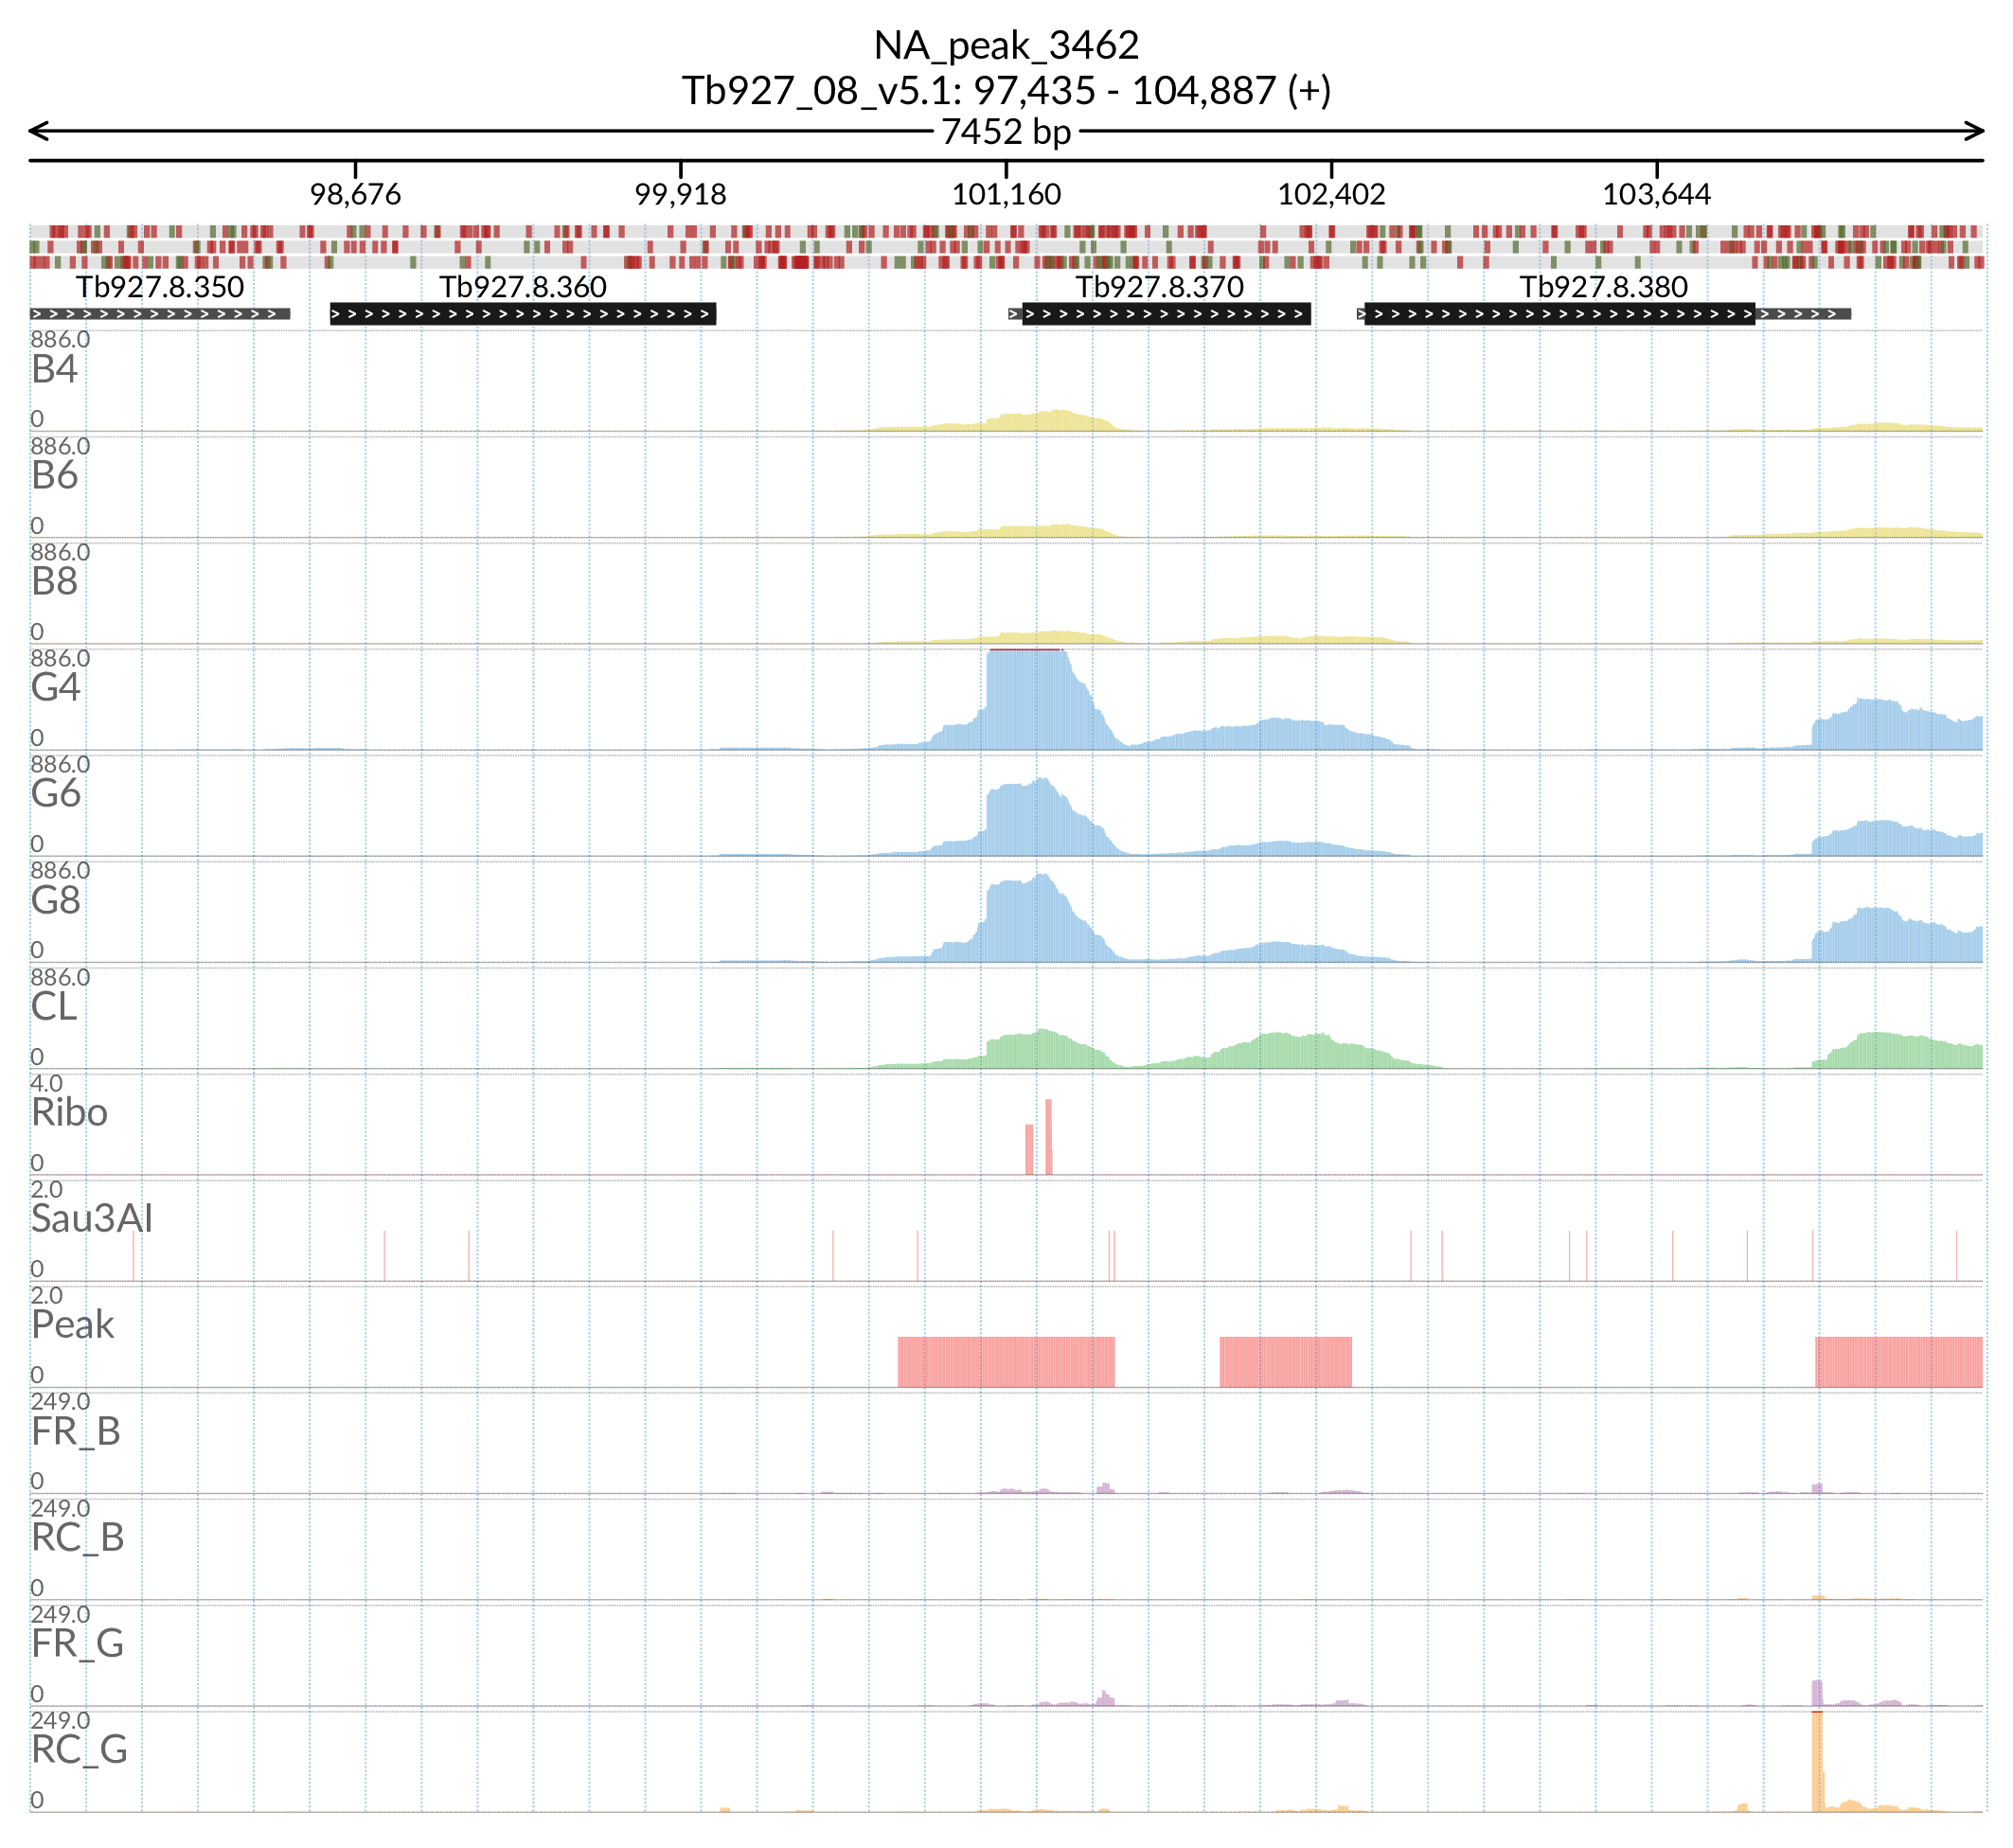 NA_peak_3462
Tb927_08_v5.1: 97,435 - 104,887 (+)
7452 bp
98,676 99,918 101,160 102,402 103,644
Tb927.8.350 Tb927.8.360 Tb927.8.370 Tb927.8.380
886.0
B4
0
886.0
B6
0
886.0
B8
0
886.0
G4
0
886.0
G6
0
886.0
G8
0
886.0
CL
0
4.0
Ribo
0
2.0
Sau3AI
0
2.0
Peak
0
249.0
FR_B
0
249.0
RC_B
0
249.0
FR_G
0
249.0
RC_G
0